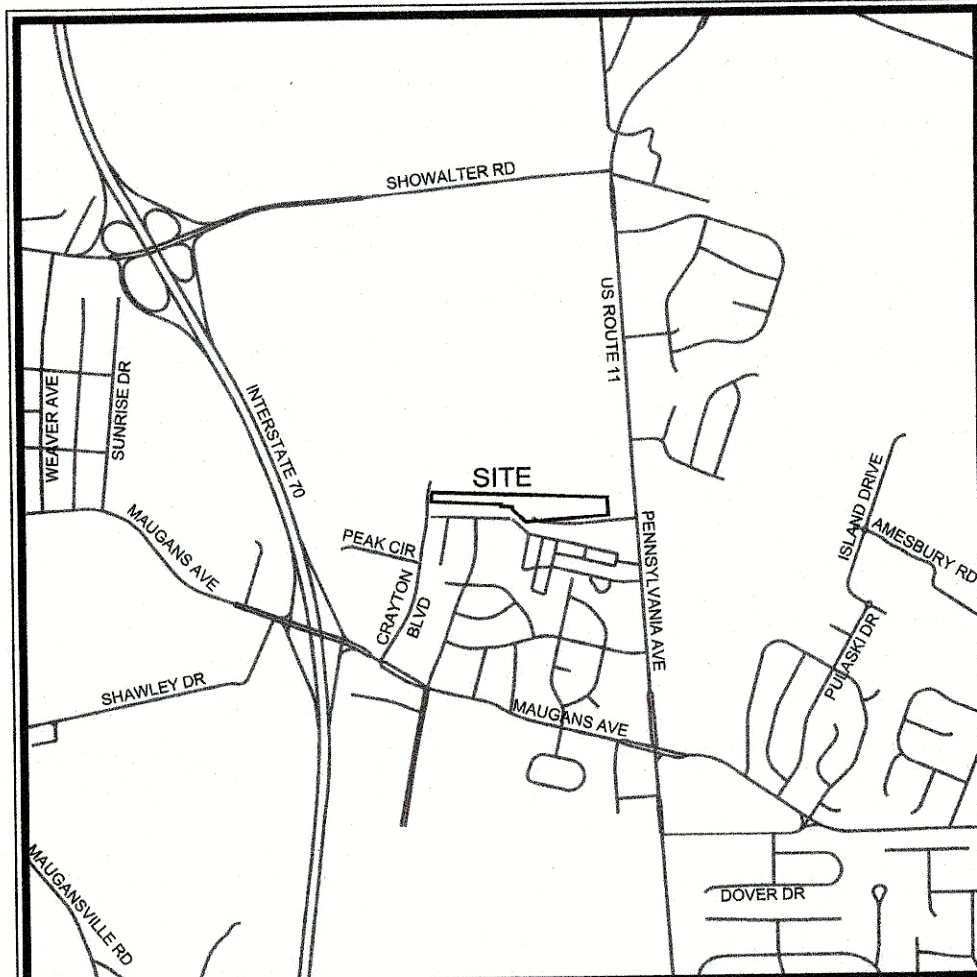 SHOWALTER RD
US ROUTE 11
WEAVER AVE
SUNRISE DR
INTERSTATE 70
SITE
MAUGANS AVE
PEAK CIR
CRAYTON
BLVD
PENNSYLVANIA AVE
ISLAND DRIVE
AMESBURY RD
PULASKI DR
SHAWLEY DR
MAUGANS AVE
MAUGANSVILLE RD
DOVER DR